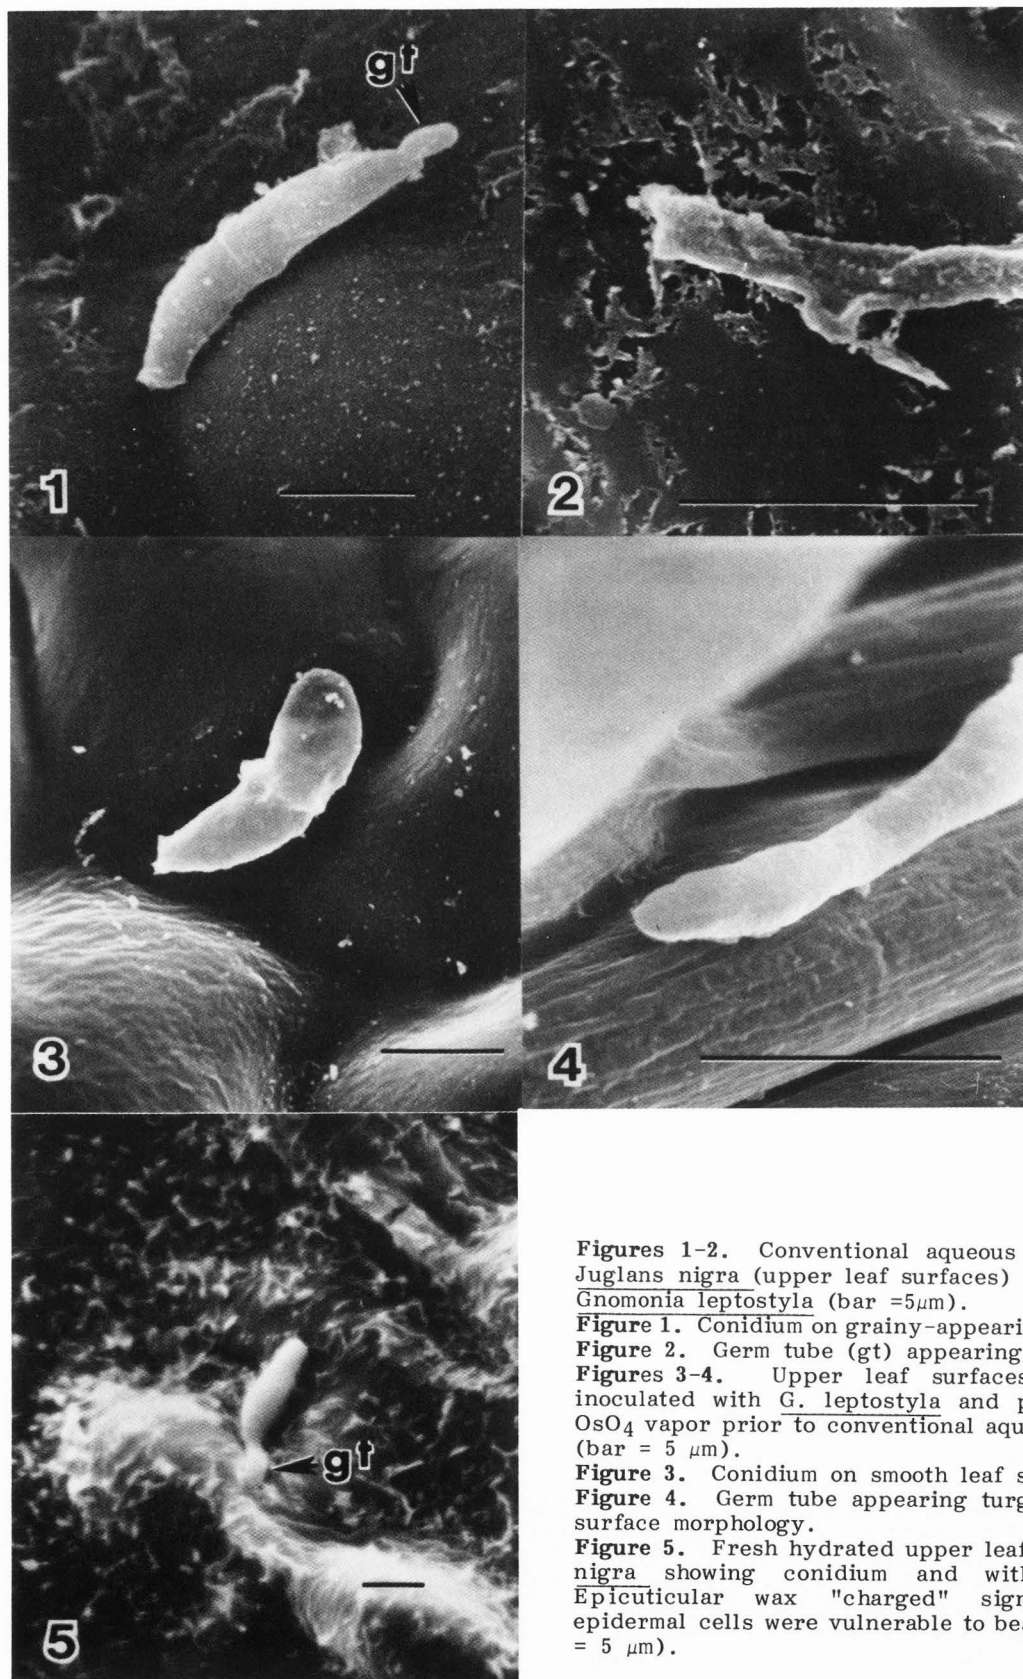 gt
1
2
3
4
gt
5
Figures 1-2. Conventional aqueous
Juglans nigra (upper leaf surfaces)
Gnomonia leptostyla (bar =5μm).
Figure 1. Conidium on grainy-appeari
Figure 2. Germ tube (gt) appearing
Figures 3-4. Upper leaf surfaces
inoculated with G. leptostyla and p
OsO4 vapor prior to conventional aqu
(bar = 5 μm).
Figure 3. Conidium on smooth leaf s
Figure 4. Germ tube appearing turg
surface morphology.
Figure 5. Fresh hydrated upper leaf
nigra showing conidium and with
Epicuticular wax "charged" sign
epidermal cells were vulnerable to bea
= 5 μm).